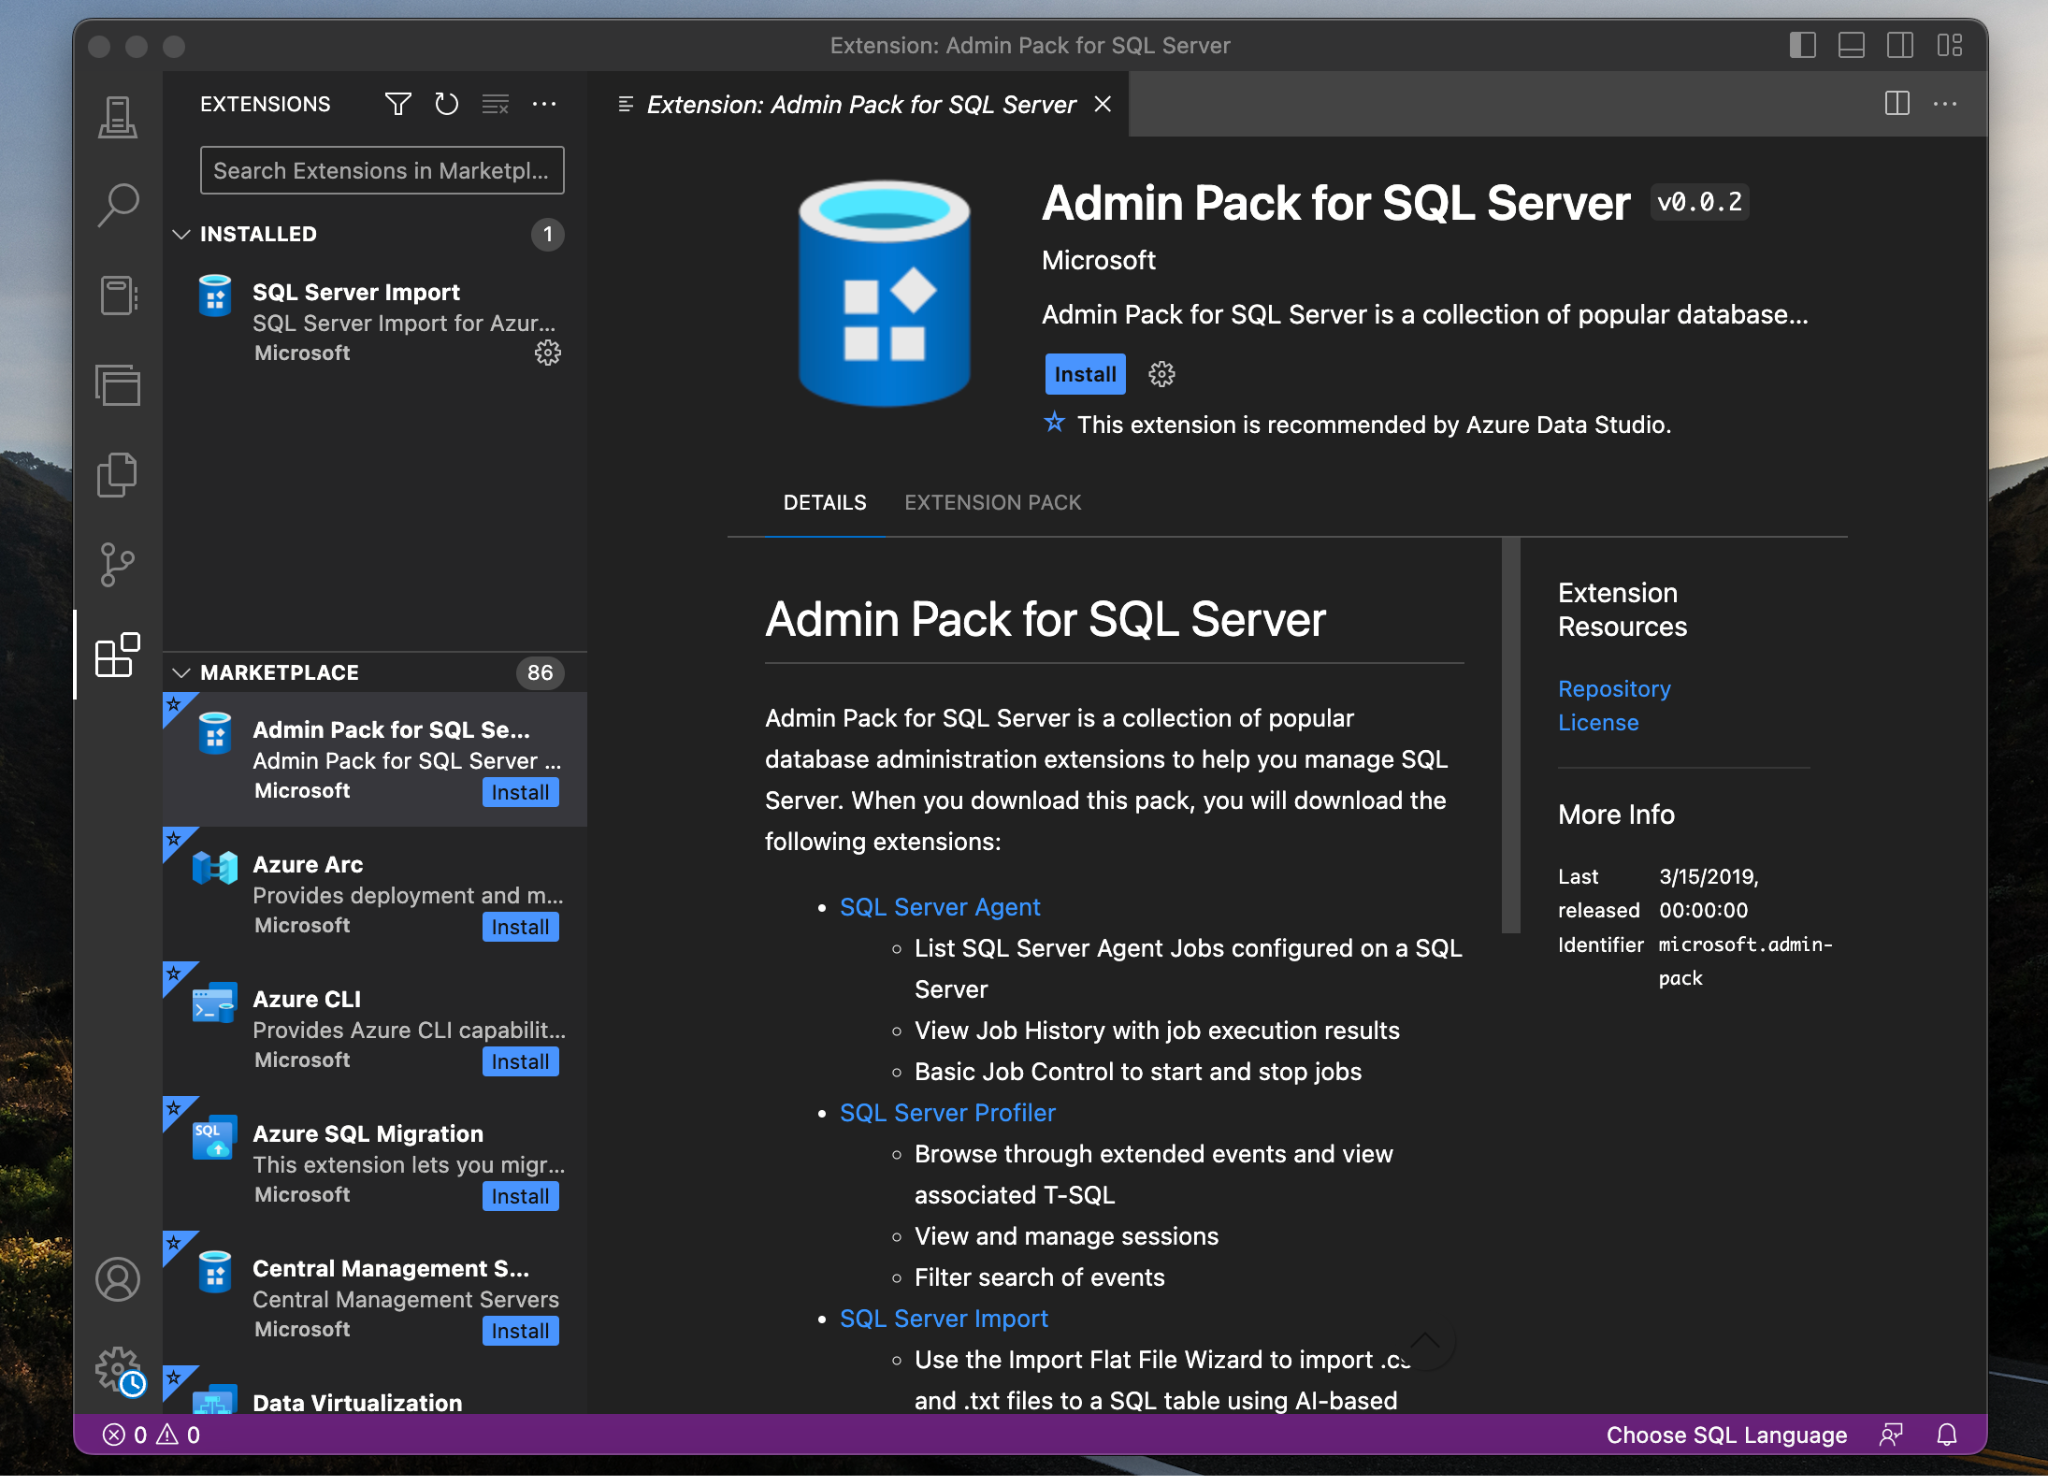 Extension: Admin Pack for SQL Server
EXTENSIONS
Search Extensions in Marketpl...
INSTALLED
1
SQL Server Import
SQL Server Import for Azur...
Microsoft
MARKETPLACE
86
Admin Pack for SQL Se...
Admin Pack for SQL Server ...
Microsoft
Install
Azure Arc
Provides deployment and m...
Microsoft
Install
Azure CLI
Provides Azure CLI capabilit...
Microsoft
Install
SQL
Azure SQL Migration
This extension lets you migr...
Microsoft
Install
Central Management S...
Central Management Servers
Microsoft
Install
Data Virtualization
Extension: Admin Pack for SQL Server
Admin Pack for SQL Server v0.0.2
Microsoft
Admin Pack for SQL Server is a collection of popular database...
Install
This extension is recommended by Azure Data Studio.
DETAILS
EXTENSION PACK
Admin Pack for SQL Server
Admin Pack for SQL Server is a collection of popular
database administration extensions to help you manage SQL
Server. When you download this pack, you will download the
following extensions:
• SQL Server Agent
◦ List SQL Server Agent Jobs configured on a SQL
Server
◦ View Job History with job execution results
◦ Basic Job Control to start and stop jobs
• SQL Server Profiler
◦ Browse through extended events and view
associated T-SQL
◦ View and manage sessions
◦ Filter search of events
• SQL Server Import
◦ Use the Import Flat File Wizard to import
and .txt files to a SQL table using AI-based
Extension
Resources
Repository
License
More Info
Last 3/15/2019,
released 00:00:00
Identifier microsoft.admin-
pack
0 0
Choose SQL Language